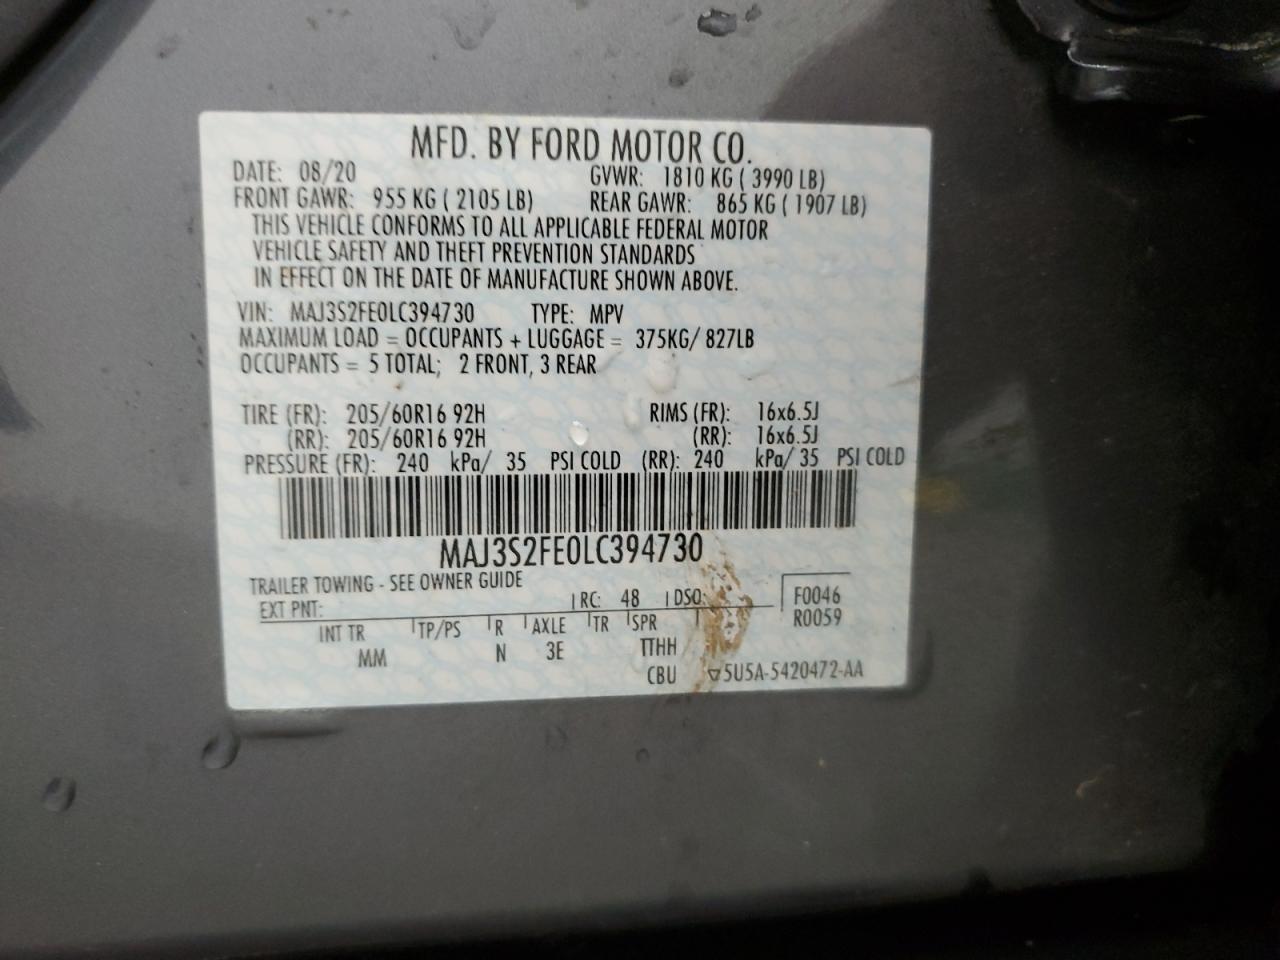 MFD. BY FORD MOTOR CO.
DATE: 08/20 GVWR: 1810 KG ( 3990 LB)
FRONT GAWR: 955 KG ( 2105 LB) REAR GAWR: 865 KG ( 1907 LB)
THIS VEHICLE CONFORMS TO ALL APPLICABLE FEDERAL MOTOR
VEHICLE SAFETY AND THEFT PREVENTION STANDARDS
IN EFFECT ON THE DATE OF MANUFACTURE SHOWN ABOVE.
VIN: MAJ3S2FE0LC394730 TYPE: MPV
MAXIMUM LOAD = OCCUPANTS + LUGGAGE = 375KG/ 827LB
OCCUPANTS = 5 TOTAL; 2 FRONT, 3 REAR
TIRE (FR): 205/60R16 92H RIMS (FR): 16x6.5J
(RR): 205/60R16 92H (RR): 16x6.5J
PRESSURE (FR): 240 kPa/ 35 PSI COLD (RR): 240 kPa/ 35 PSI COLD
MAJ3S2FE0LC394730
TRAILER TOWING - SEE OWNER GUIDE
EXT PNT: RC: 48 DSO: F0046
R0059
INT TR TP/PS R AXLE TR SPR
MM N 3E TTHH
CBU ▽5U5A-5420472-AA